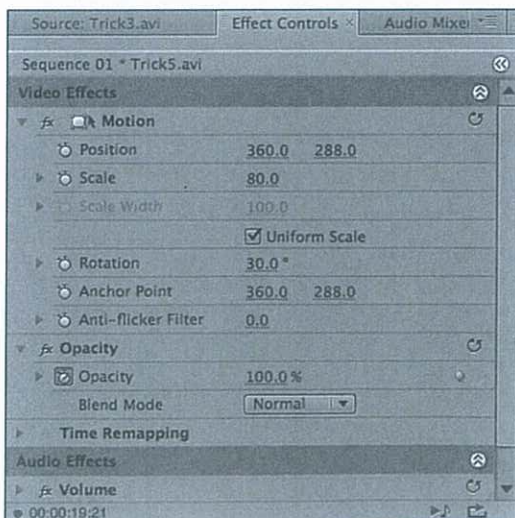 Source: Trick3.avi Effect Controls Audio Mixer
Sequence 01 * Trick5.avi
Video Effects
fx Motion
Position 360.0 288.0
Scale 80.0
Scale Width 100.0
Uniform Scale
Rotation 30.0°
Anchor Point 360.0 288.0
Anti-flicker Filter 0.0
fx Opacity
Opacity 100.0 %
Blend Mode Normal
Time Remapping
Audio Effects
fx Volume
00:00:19:21